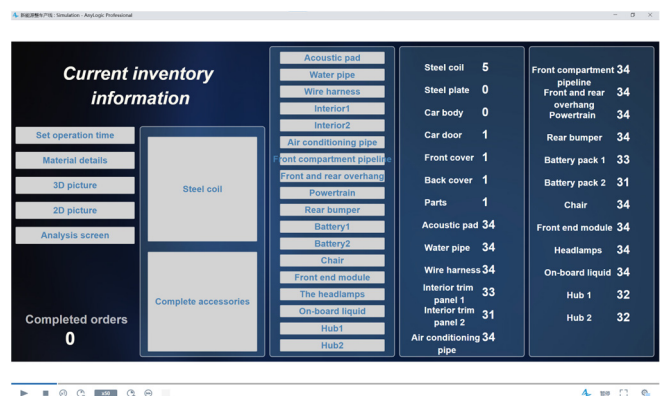 新能源整车产线 : Simulation - AnyLogic Professional
Current inventory
information
Set operation time
Material details
3D picture
2D picture
Analysis screen
Completed orders
0
Steel coil
Complete accessories
Acoustic pad
Water pipe
Wire harness
Interior1
Interior2
Air conditioning pipe
Front compartment pipeline
Front and rear overhang
Powertrain
Rear bumper
Battery1
Battery2
Chair
Front end module
The headlamps
On-board liquid
Hub1
Hub2
Steel coil 5
Steel plate 0
Car body 0
Car door 1
Front cover 1
Back cover 1
Parts 1
Acoustic pad 34
Water pipe 34
Wire harness 34
Interior trim 33
panel 1
Interior trim 31
panel 2
Air conditioning 34
pipe
Front compartment 34
pipeline
Front and rear 34
overhang
Powertrain 34
Rear bumper 34
Battery pack 1 33
Battery pack 2 31
Chair 34
Front end module 34
Headlamps 34
On-board liquid 34
Hub 1 32
Hub 2 32
x50